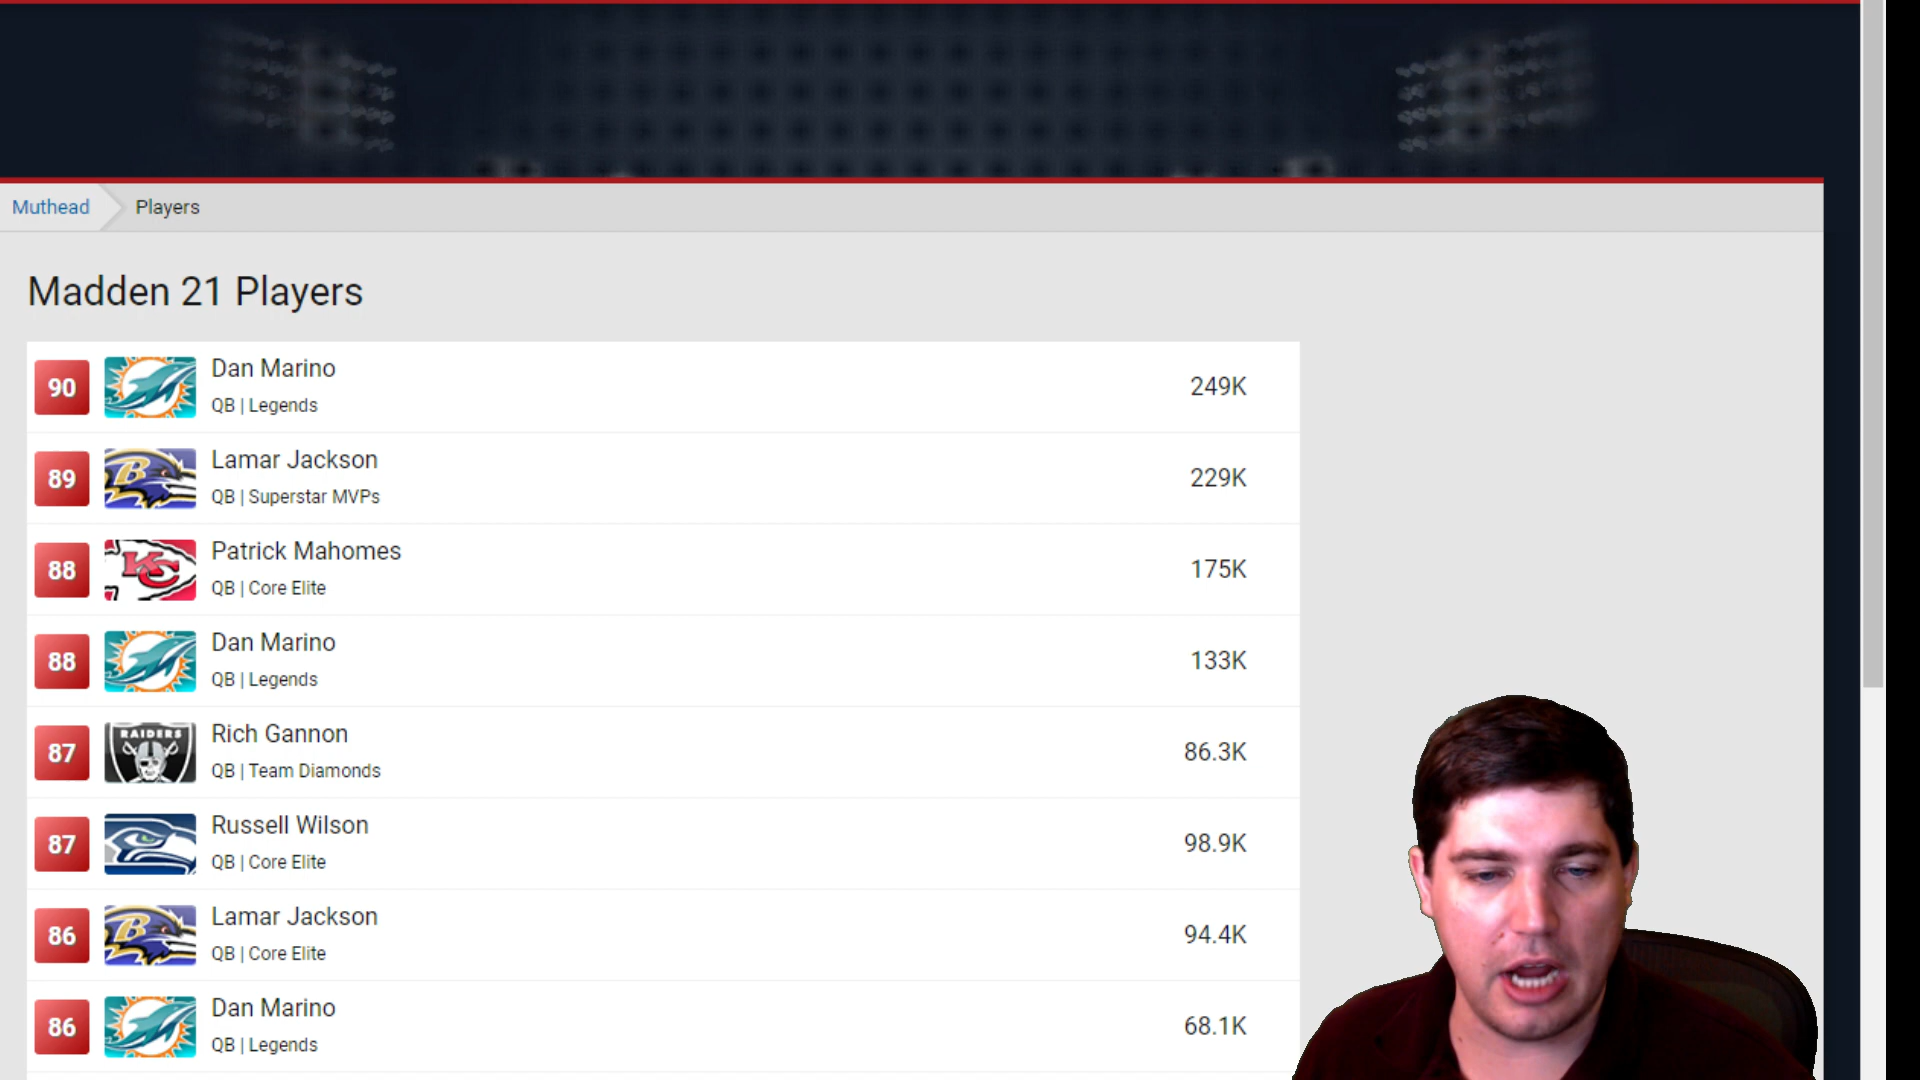 Muthead
Players
Madden 21 Players
90
Dan Marino
QB | Legends
249K
89
B
Lamar Jackson
QB | Superstar MVPs
229K
88
KC
Patrick Mahomes
QB | Core Elite
175K
88
Dan Marino
QB | Legends
133K
87
RAIDERS
Rich Gannon
QB | Team Diamonds
86.3K
87
Russell Wilson
QB | Core Elite
98.9K
86
B
Lamar Jackson
QB | Core Elite
94.4K
86
Dan Marino
QB | Legends
68.1K